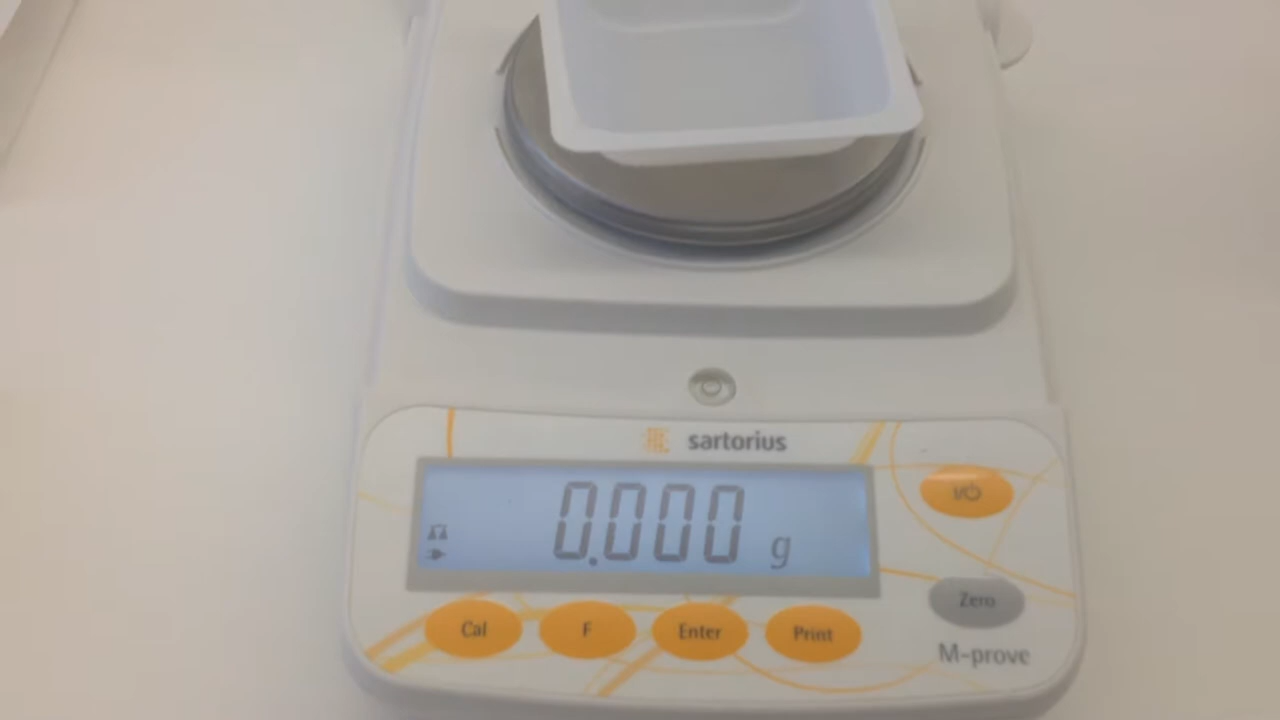 sartorius
0.000 g
I/⏻
Cal
F
Enter
Print
Zero
M-prove